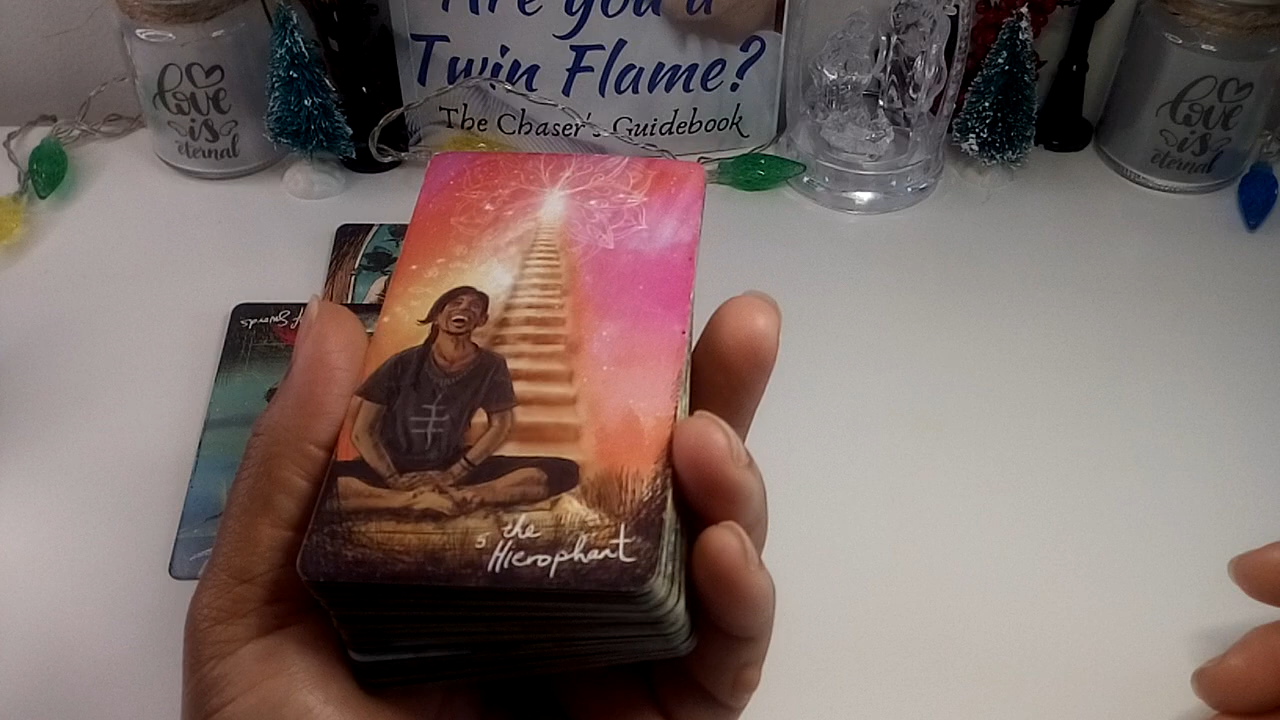 Are you a
Twin Flame?
The Chaser's Guidebook
love
is
eternal
love
is
eternal
5 the
Hierophant